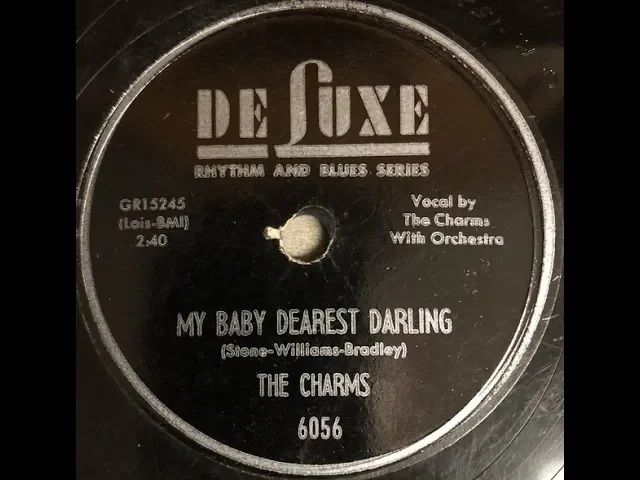 DE LUXE
RHYTHM AND BLUES SERIES
GR15245
(Lois-BMI)
2:40
Vocal by
The Charms
With Orchestra
MY BABY DEAREST DARLING
(Stone-Williams-Bradley)
THE CHARMS
6056